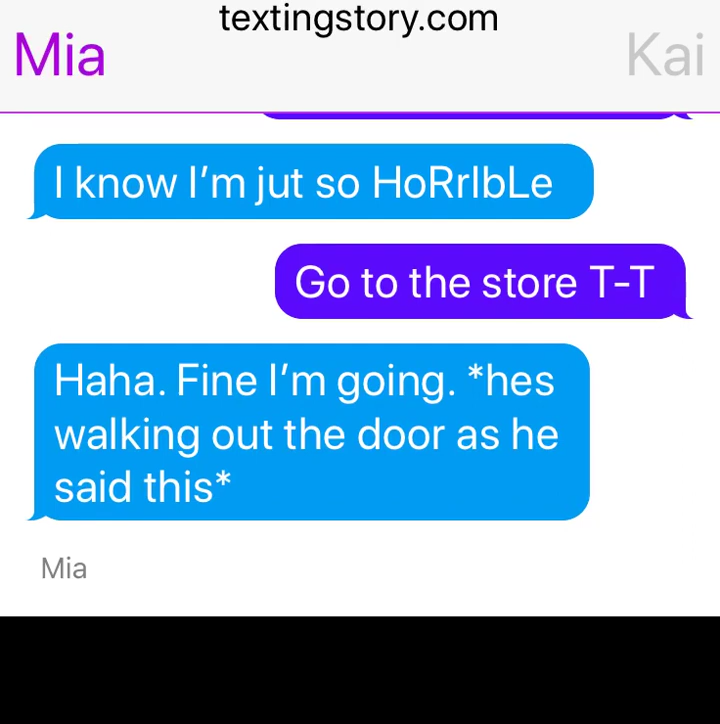 textingstory.com
Mia
Kai
I know I’m jut so HoRrIbLe
Go to the store T-T
Haha. Fine I’m going. *hes
walking out the door as he
said this*
Mia